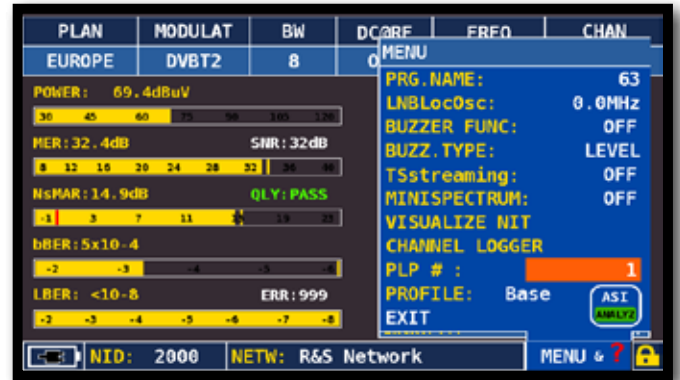 PLAN MODULAT BW DCORF FREQ CHAN
EUROPE DVBT2 8 0
MENU
PRG.NAME: 63
LNBLocOsc: 0.0MHz
BUZZER FUNC: OFF
BUZZ.TYPE: LEVEL
TSstreaming: OFF
MINISPECTRUM: OFF
VISUALIZE NIT
CHANNEL LOGGER
PLP # : 1
PROFILE: Base
EXIT
ASI
ANALYZ
POWER: 69.4dBuV
30 45 60 75 90 105 120
MER:32.4dB SNR:32dB
8 12 16 20 24 28 32 36 40
NsMAR:14.9dB QLY:PASS
-1 3 7 11 15 19 23
bBER:5x10-4
-2 -3 -4 -5 -6
LBER: <10-8 ERR:999
-2 -3 -4 -5 -6 -7 -8
NID: 2000 NETW: R&S Network MENU & ?